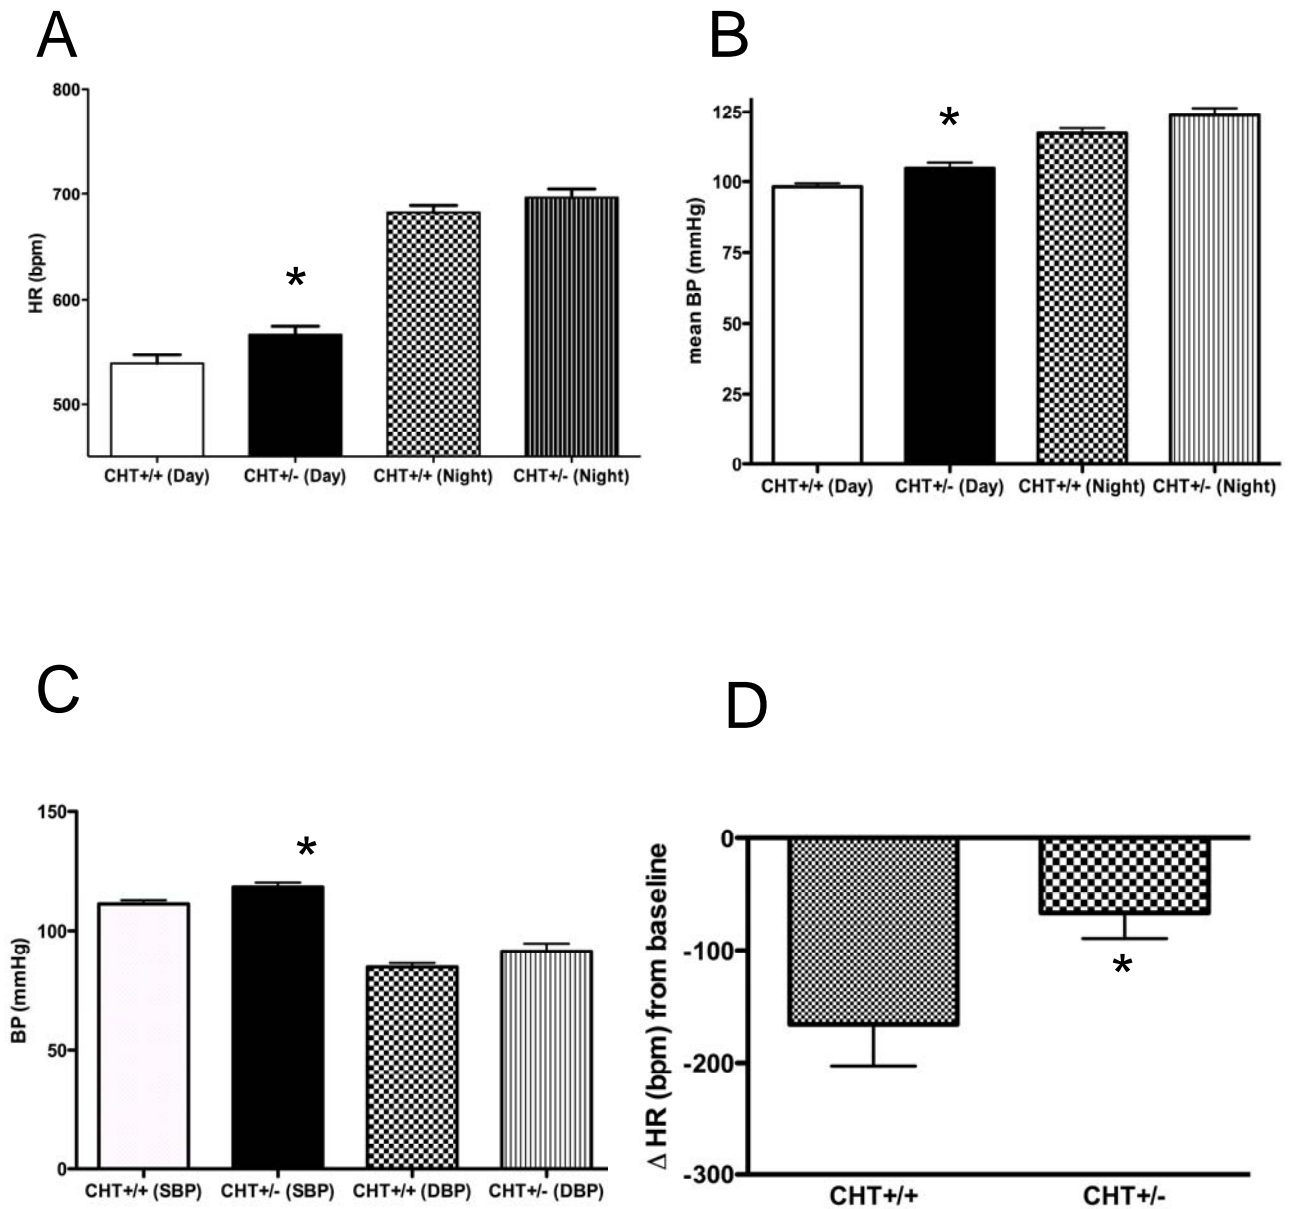 A
800
700
600
500
HR (bpm)
*
CHT+/+ (Day) CHT+/- (Day) CHT+/+ (Night) CHT+/- (Night)
B
125
100
75
50
25
0
mean BP (mmHg)
*
CHT+/+ (Day) CHT+/- (Day) CHT+/+ (Night) CHT+/- (Night)
C
150
100
50
0
BP (mmHg)
*
CHT+/+ (SBP) CHT+/- (SBP) CHT+/+ (DBP) CHT+/- (DBP)
D
0
-100
-200
-300
Δ HR (bpm) from baseline
*
CHT+/+ CHT+/-